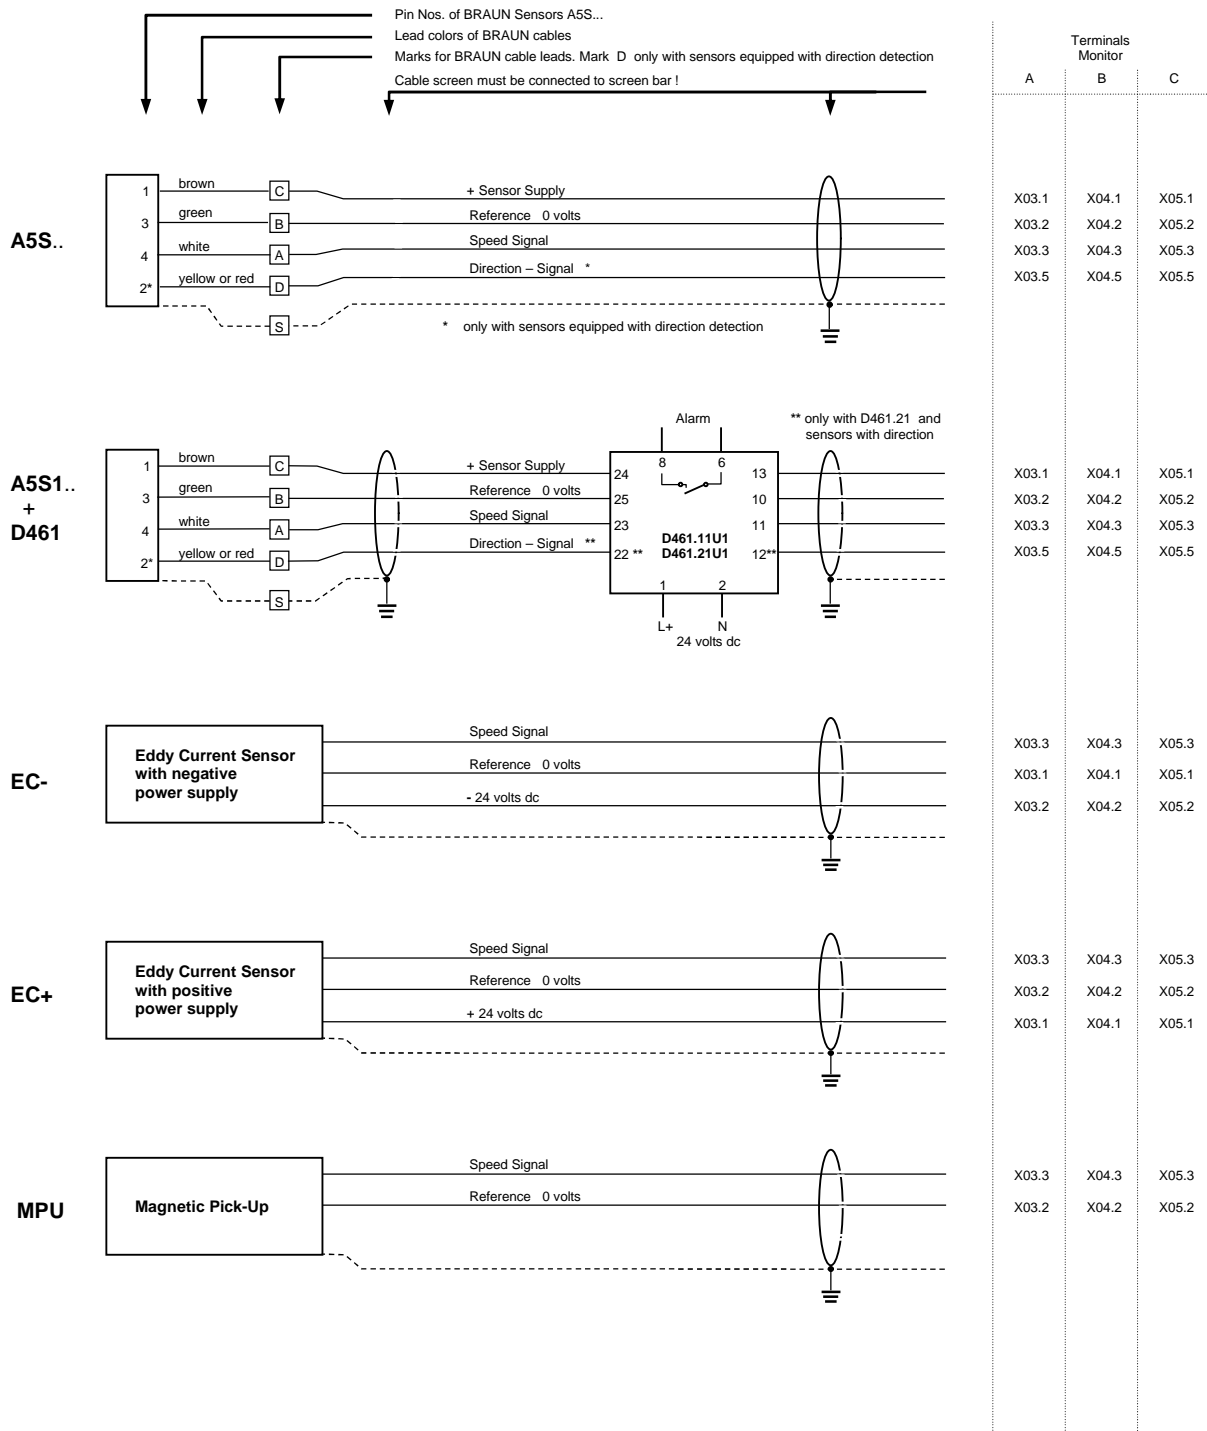 Pin Nos. of BRAUN Sensors A5S...
Lead colors of BRAUN cables
Marks for BRAUN cable leads. Mark D only with sensors equipped with direction detection
Cable screen must be connected to screen bar !
Terminals
Monitor
A B C
A5S..
1 brown C + Sensor Supply X03.1 X04.1 X05.1
3 green B Reference 0 volts X03.2 X04.2 X05.2
4 white A Speed Signal X03.3 X04.3 X05.3
2* yellow or red D Direction – Signal * X03.5 X04.5 X05.5
S * only with sensors equipped with direction detection
Alarm
** only with D461.21 and
sensors with direction
A5S1..
+
D461
8 6
1 brown C + Sensor Supply 24 13 X03.1 X04.1 X05.1
3 green B Reference 0 volts 25 10 X03.2 X04.2 X05.2
4 white A Speed Signal 23 11 X03.3 X04.3 X05.3
D461.11U1
2* yellow or red D Direction – Signal ** 22 ** D461.21U1 12** X03.5 X04.5 X05.5
S
1 2
L+ N
24 volts dc
EC-
Eddy Current Sensor
with negative
power supply
Speed Signal X03.3 X04.3 X05.3
Reference 0 volts X03.1 X04.1 X05.1
- 24 volts dc X03.2 X04.2 X05.2
EC+
Eddy Current Sensor
with positive
power supply
Speed Signal X03.3 X04.3 X05.3
Reference 0 volts X03.2 X04.2 X05.2
+ 24 volts dc X03.1 X04.1 X05.1
MPU
Magnetic Pick-Up
Speed Signal X03.3 X04.3 X05.3
Reference 0 volts X03.2 X04.2 X05.2